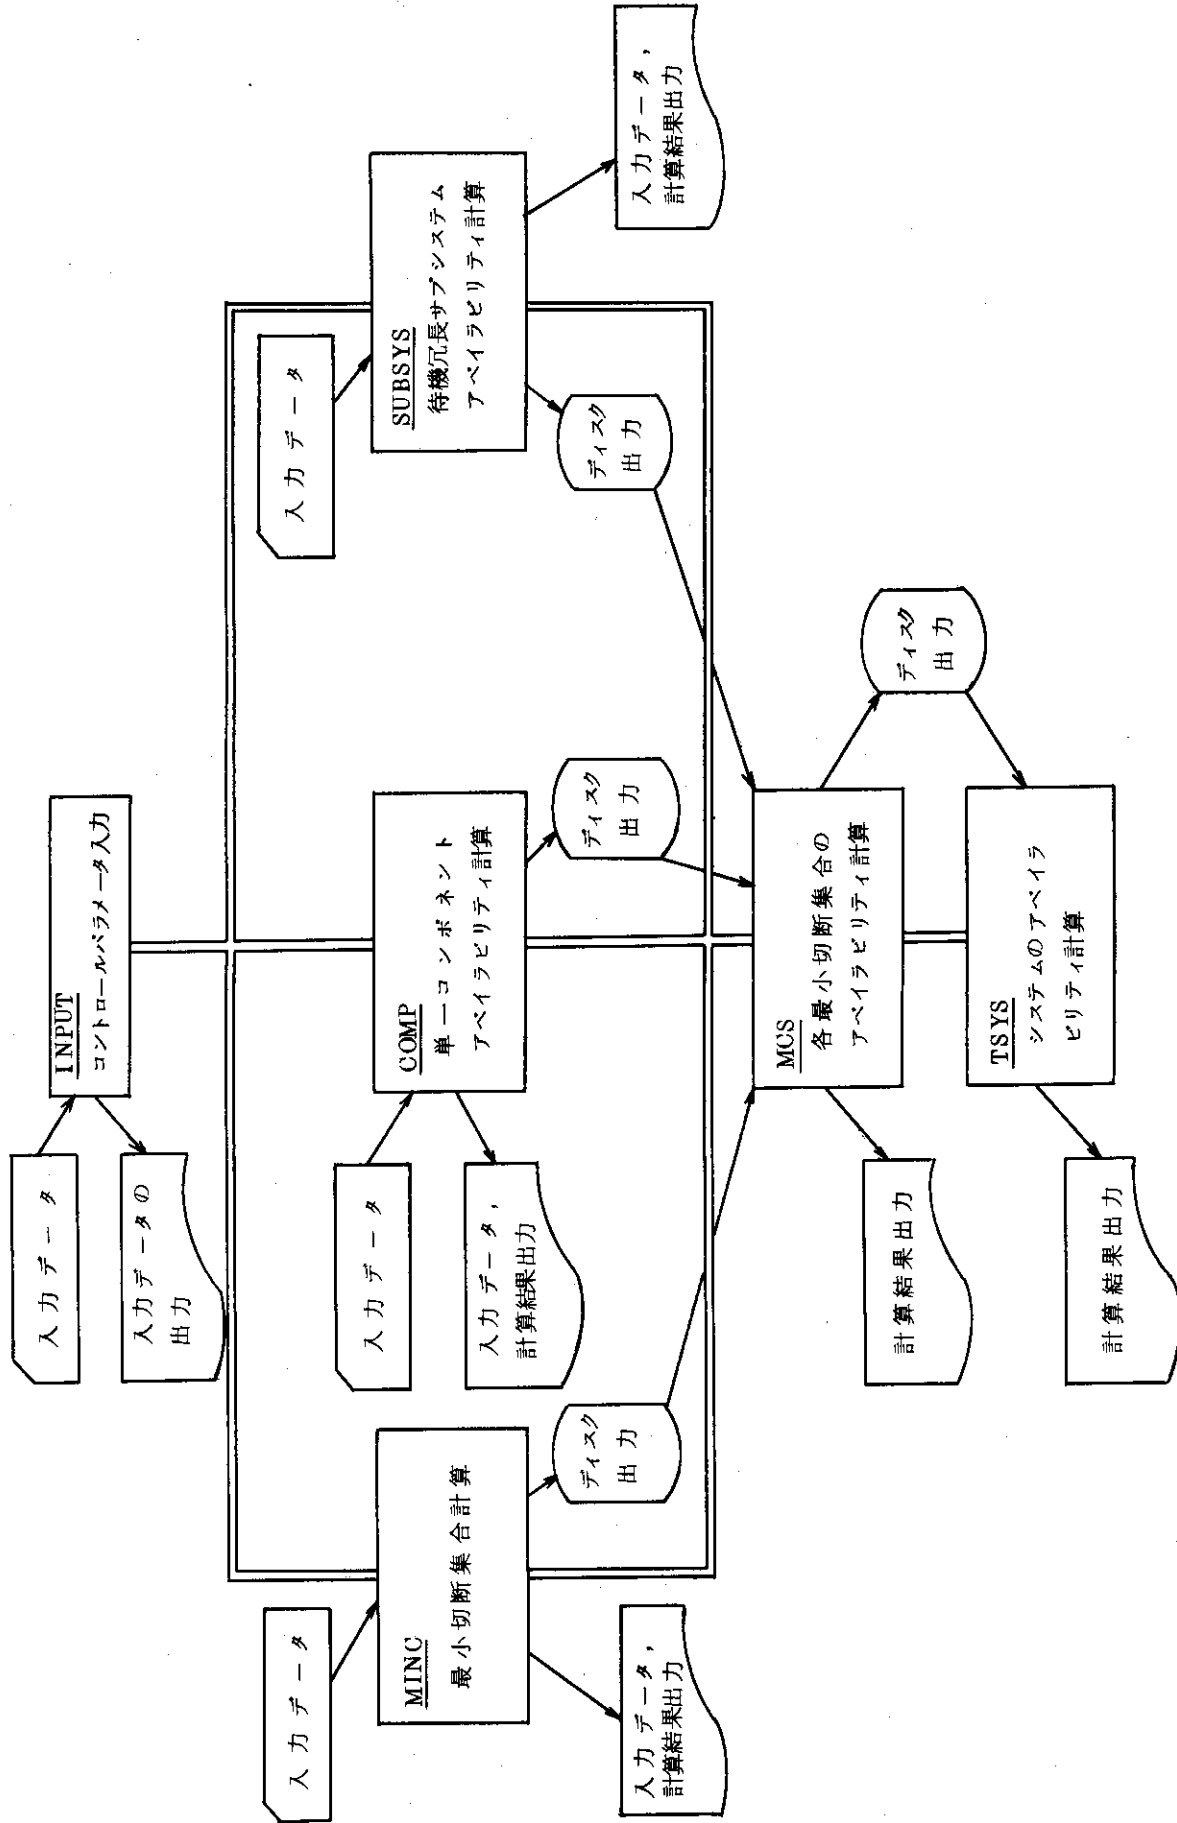 入力データ
INPUT
コントロールパラメータ入力
入力データの
出力
入力データ
MINC
最小切断集合計算
入力データ,
計算結果出力
ディスク
出力
入力データ
COMP
単一コンポネント
アベイラビリティ計算
入力データ,
計算結果出力
ディスク
出力
入力データ
SUBSYS
待機冗長サブシステム
アベイラビリティ計算
入力データ,
計算結果出力
ディスク
出力
MCS
各最小切断集合の
アベイラビリティ計算
計算結果出力
ディスク
出力
TSYS
システムのアベイラ
ビリティ計算
計算結果出力